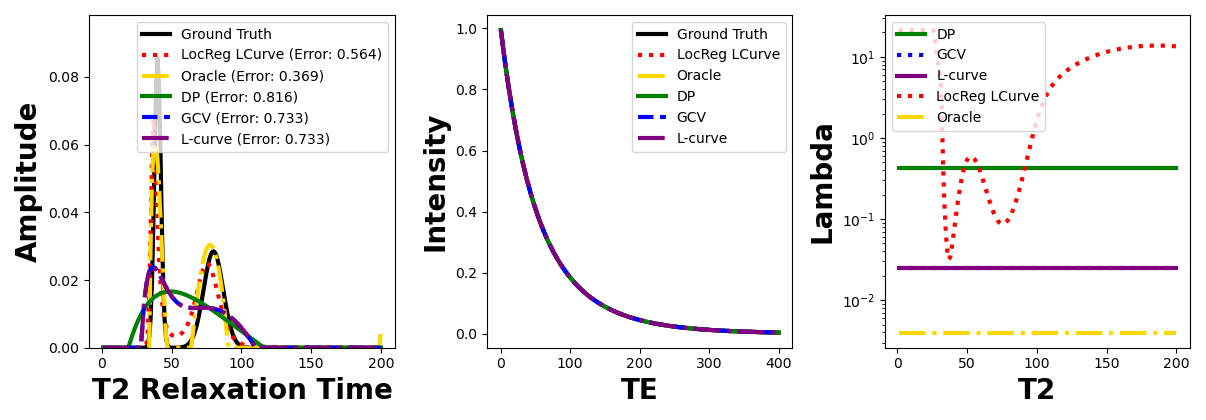 Amplitude
0.08
0.06
0.04
0.02
0.00
Ground Truth
LocReg LCurve (Error: 0.564)
Oracle (Error: 0.369)
DP (Error: 0.816)
GCV (Error: 0.733)
L-curve (Error: 0.733)
0 50 100 150 200
T2 Relaxation Time
Intensity
1.0
0.8
0.6
0.4
0.2
0.0
Ground Truth
LocReg LCurve
Oracle
DP
GCV
L-curve
0 100 200 300 400
TE
Lambda
10¹
10⁰
10⁻¹
10⁻²
DP
GCV
L-curve
LocReg LCurve
Oracle
0 50 100 150 200
T2